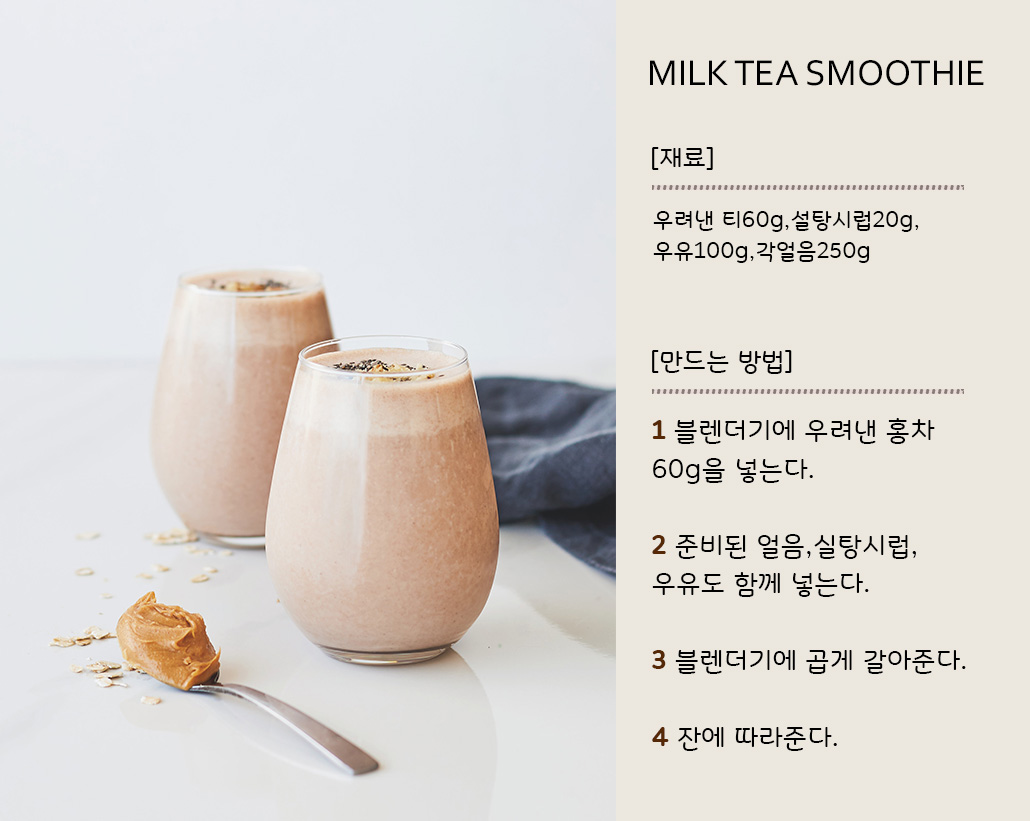 MILK TEA SMOOTHIE
[재료]
우려낸 티60g,설탕시럽20g,
우유100g,각얼음250g
[만드는 방법]
1 블렌더기에 우려낸 홍차
60g을 넣는다.
2 준비된 얼음,실탕시럽,
우유도 함께 넣는다.
3 블렌더기에 곱게 갈아준다.
4 잔에 따라준다.